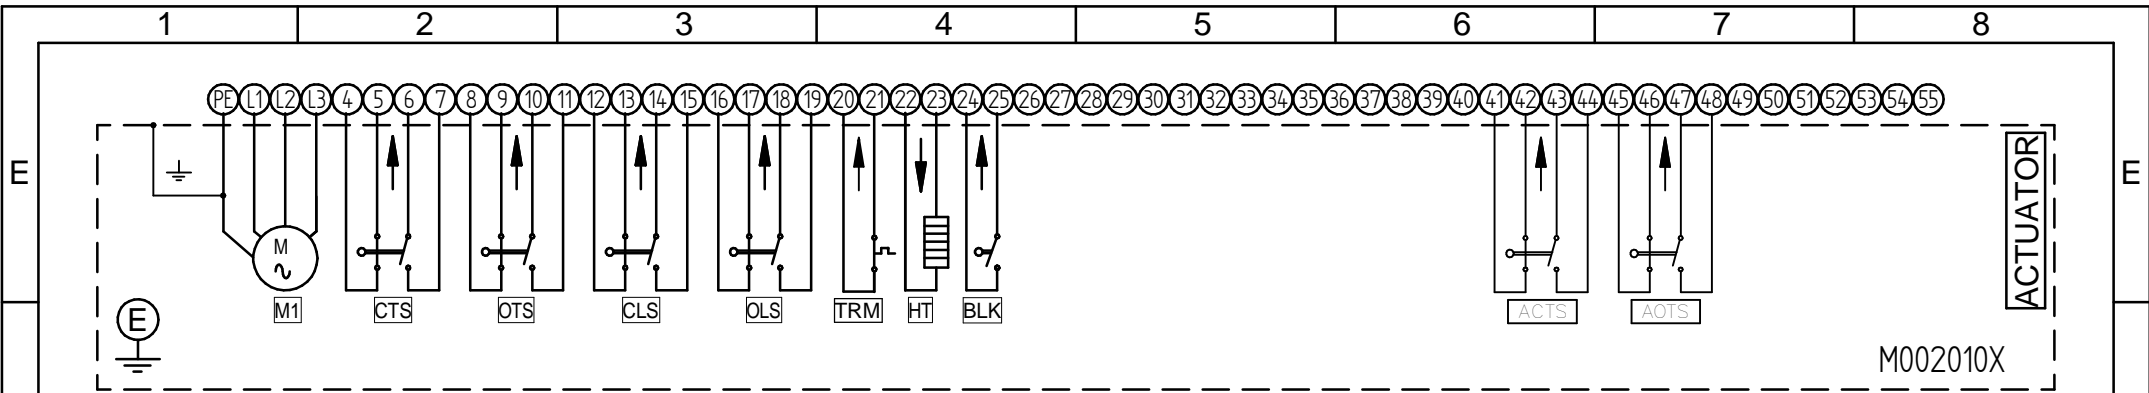 1 2 3 4 5 6 7 8
PE L1 L2 L3 4 5 6 7 8 9 10 11 12 13 14 15 16 17 18 19 20 21 22 23 24 25 26 27 28 29 30 31 32 33 34 35 36 37 38 39 40 41 42 43 44 45 46 47 48 49 50 51 52 53 54 55
E
E
ACTUATOR
M
M1 CTS OTS CLS OLS TRM HT BLK ACTS AOTS
E
M002010X